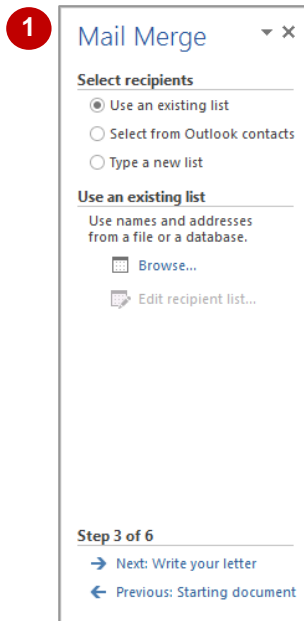 1
Mail Merge
Select recipients
Use an existing list
Select from Outlook contacts
Type a new list
Use an existing list
Use names and addresses
from a file or a database.
Browse...
Edit recipient list...
Step 3 of 6
Next: Write your letter
Previous: Starting document